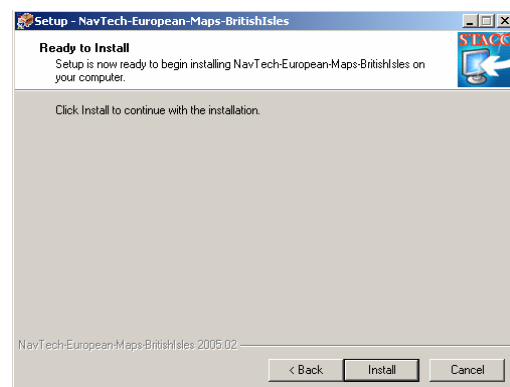 Setup - NavTech-European-Maps-BritishIsles
Ready to Install
Setup is now ready to begin installing NavTech-European-Maps-BritishIsles on
your computer.
STACC
Click Install to continue with the installation.
NavTech-European-Maps-BritishIsles 2005.02
< Back
Install
Cancel